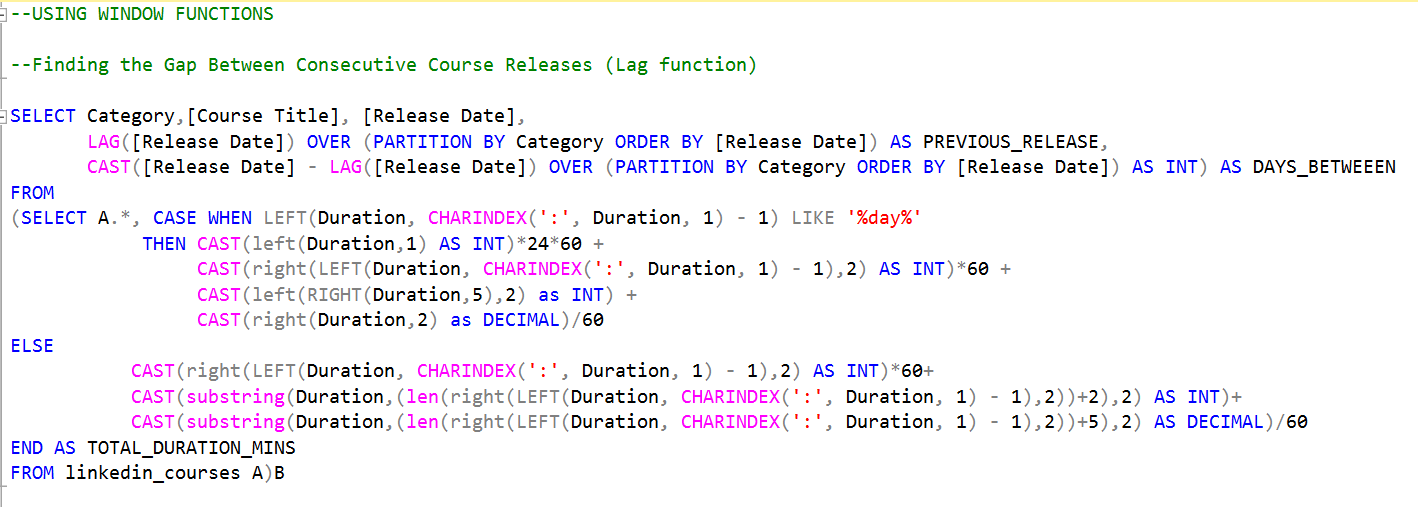 --USING WINDOW FUNCTIONS
--Finding the Gap Between Consecutive Course Releases (Lag function)
SELECT Category,[Course Title], [Release Date],
LAG([Release Date]) OVER (PARTITION BY Category ORDER BY [Release Date]) AS PREVIOUS_RELEASE,
CAST([Release Date] - LAG([Release Date]) OVER (PARTITION BY Category ORDER BY [Release Date]) AS INT) AS DAYS_BETWEEEN
FROM
(SELECT A.*, CASE WHEN LEFT(Duration, CHARINDEX(':', Duration, 1) - 1) LIKE '%day%'
THEN CAST(left(Duration,1) AS INT)*24*60 +
CAST(right(LEFT(Duration, CHARINDEX(':', Duration, 1) - 1),2) AS INT)*60 +
CAST(left(RIGHT(Duration,5),2) as INT) +
CAST(right(Duration,2) as DECIMAL)/60
ELSE
CAST(right(LEFT(Duration, CHARINDEX(':', Duration, 1) - 1),2) AS INT)*60+
CAST(substring(Duration,(len(right(LEFT(Duration, CHARINDEX(':', Duration, 1) - 1),2))+2),2) AS INT)+
CAST(substring(Duration,(len(right(LEFT(Duration, CHARINDEX(':', Duration, 1) - 1),2))+5),2) AS DECIMAL)/60
END AS TOTAL_DURATION_MINS
FROM linkedin_courses A)B